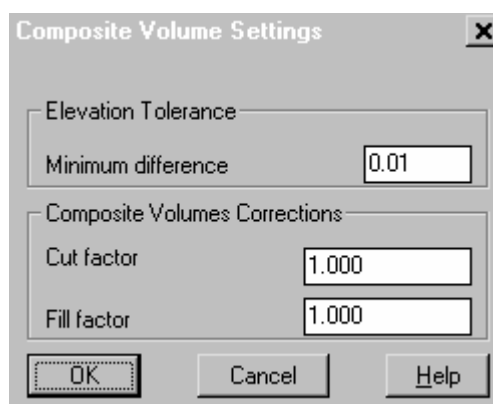 Composite Volume Settings
Elevation Tolerance
Minimum difference 0.01
Composite Volumes Corrections
Cut factor 1.000
Fill factor 1.000
OK Cancel Help